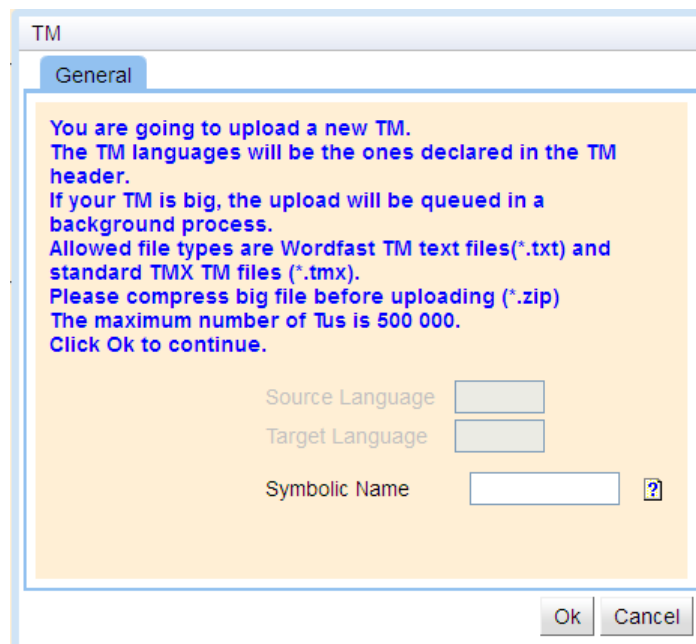 TM
General
You are going to upload a new TM.
The TM languages will be the ones declared in the TM
header.
If your TM is big, the upload will be queued in a
background process.
Allowed file types are Wordfast TM text files(*.txt) and
standard TMX TM files (*.tmx).
Please compress big file before uploading (*.zip)
The maximum number of Tus is 500 000.
Click Ok to continue.
Source Language
Target Language
Symbolic Name ?
Ok Cancel